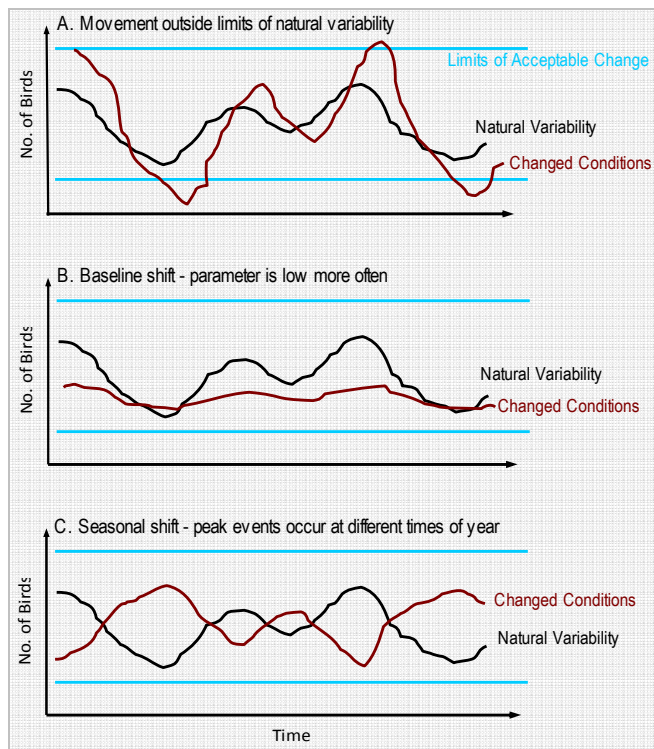 A. Movement outside limits of natural variability
Limits of Acceptable Change
No. of Birds
Natural Variability
Changed Conditions
B. Baseline shift - parameter is low more often
No. of Birds
Natural Variability
Changed Conditions
C. Seasonal shift - peak events occur at different times of year
No. of Birds
Changed Conditions
Natural Variability
Time